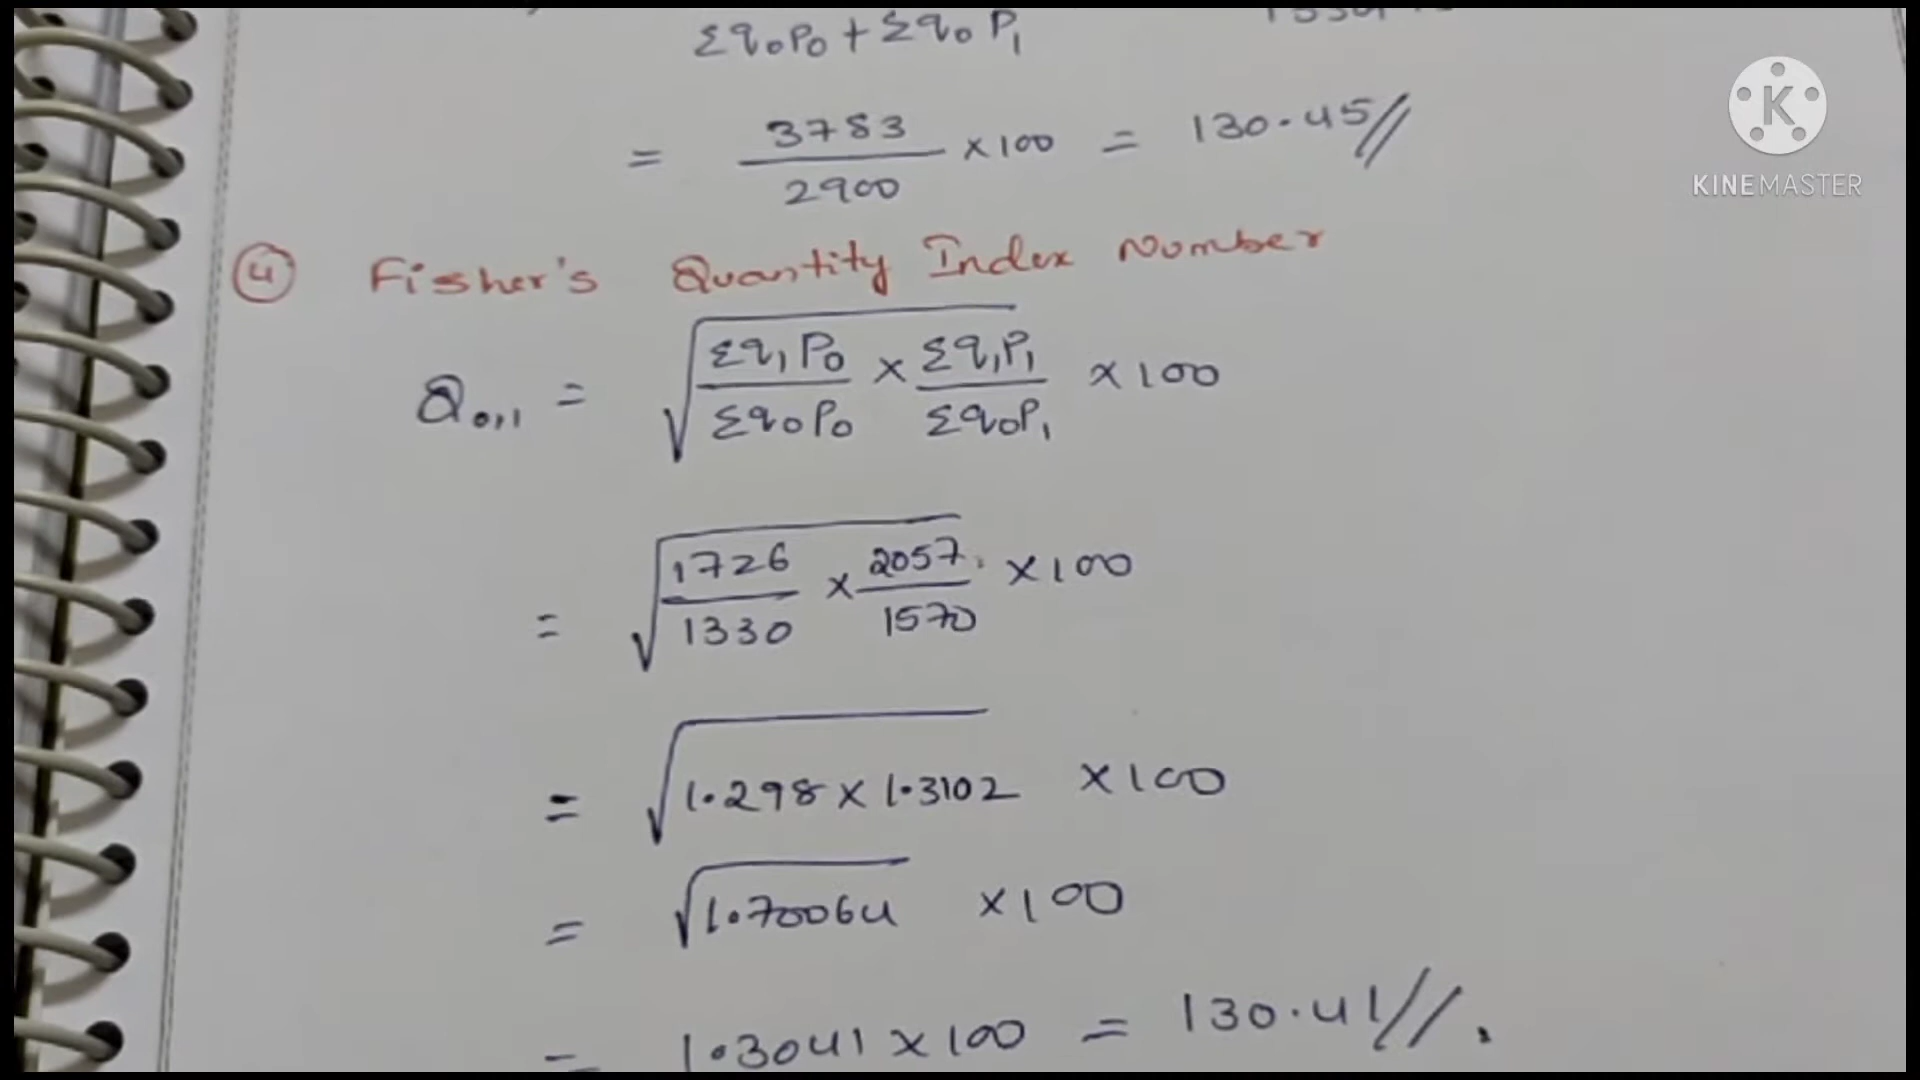 Σq₀P₀ + Σq₀P₁
= 3783/2900 × 100 = 130.45//
KINEMASTER
④ Fisher's Quantity Index Number
Q₀,₁ = √(Σq₁P₀/Σq₀P₀ × Σq₁P₁/Σq₀P₁) × 100
= √(1726/1330 × 2057/1570) × 100
= √(1.298 × 1.3102) × 100
= √1.70064 × 100
= 1.3041 × 100 = 130.41//.